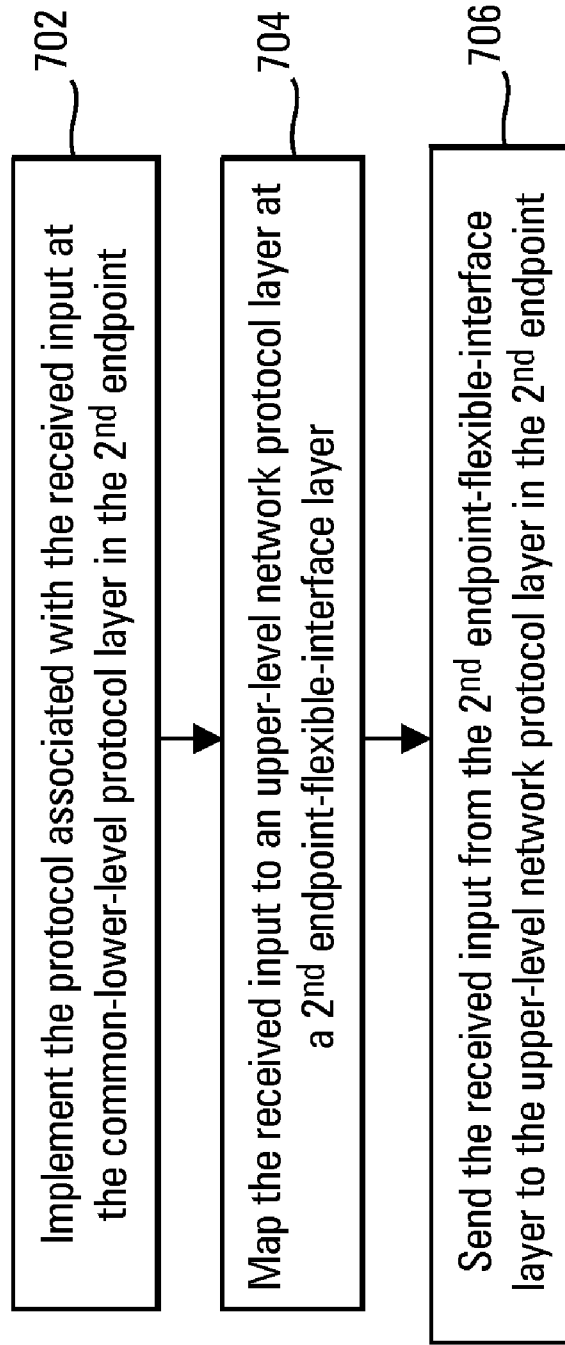 Implement the protocol associated with the received input at
the common-lower-level protocol layer in the 2nd endpoint
702
Map the received input to an upper-level network protocol layer at
a 2nd endpoint-flexible-interface layer
704
Send the received input from the 2nd endpoint-flexible-interface
layer to the upper-level network protocol layer in the 2nd endpoint
706